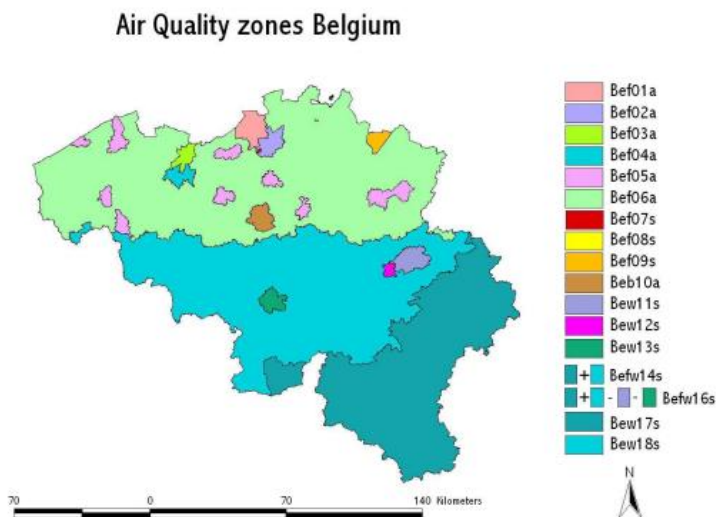 Air Quality zones Belgium
Bef01a
Bef02a
Bef03a
Bef04a
Bef05a
Bef06a
Bef07s
Bef08s
Bef09s
Beb10a
Bew11s
Bew12s
Bew13s
+ Befw14s
+ - - Befw16s
Bew17s
Bew18s
70 0 70 140 Kilometers
N